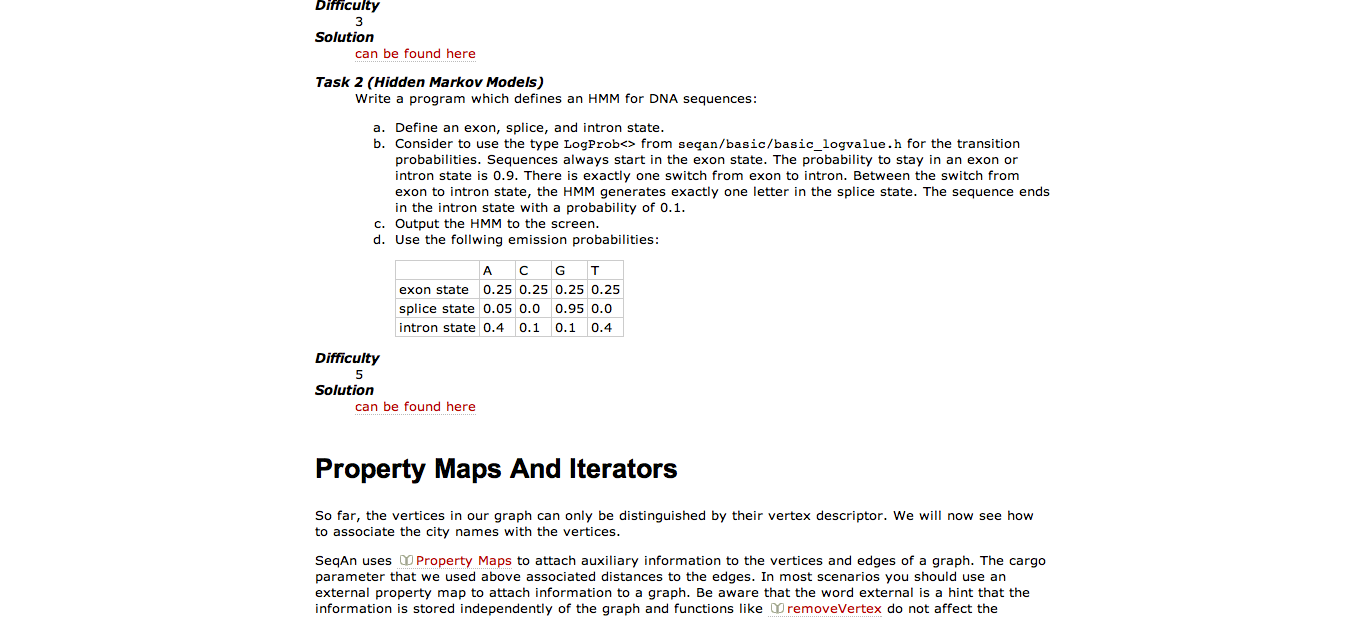 Difficulty
3
Solution
can be found here
Task 2 (Hidden Markov Models)
Write a program which defines an HMM for DNA sequences:
a. Define an exon, splice, and intron state.
b. Consider to use the type LogProb<> from seqan/basic/basic_logvalue.h for the transition
probabilities. Sequences always start in the exon state. The probability to stay in an exon or
intron state is 0.9. There is exactly one switch from exon to intron. Between the switch from
exon to intron state, the HMM generates exactly one letter in the splice state. The sequence ends
in the intron state with a probability of 0.1.
c. Output the HMM to the screen.
d. Use the follwing emission probabilities:
A C G T
exon state 0.25 0.25 0.25 0.25
splice state 0.05 0.0 0.95 0.0
intron state 0.4 0.1 0.1 0.4
Difficulty
5
Solution
can be found here
Property Maps And Iterators
So far, the vertices in our graph can only be distinguished by their vertex descriptor. We will now see how
to associate the city names with the vertices.
SeqAn uses Property Maps to attach auxiliary information to the vertices and edges of a graph. The cargo
parameter that we used above associated distances to the edges. In most scenarios you should use an
external property map to attach information to a graph. Be aware that the word external is a hint that the
information is stored independently of the graph and functions like removeVertex do not affect the